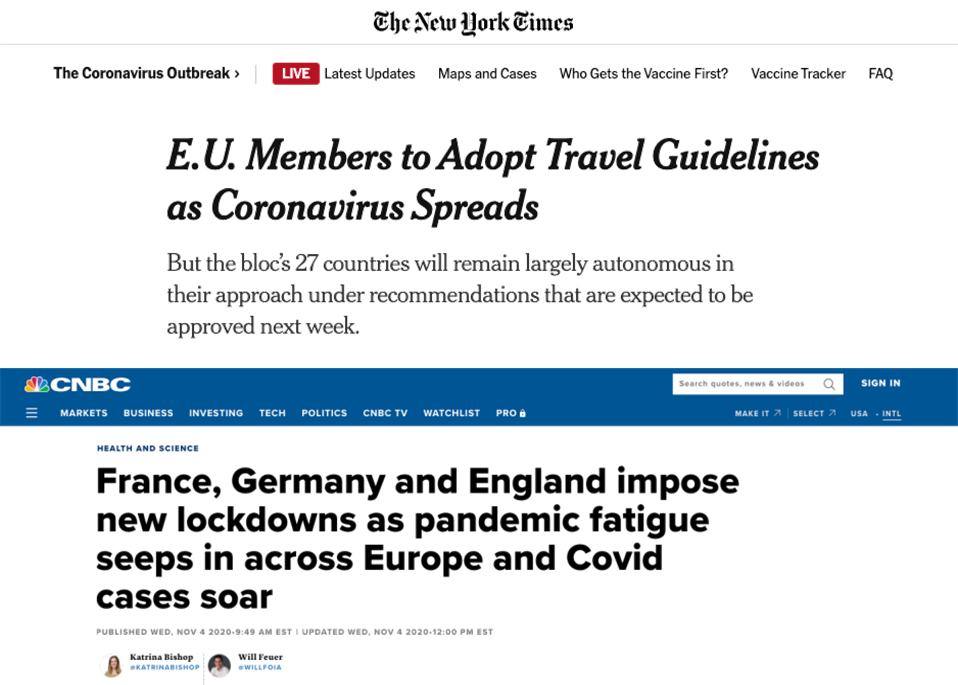 The New York Times
The Coronavirus Outbreak › LIVE Latest Updates Maps and Cases Who Gets the Vaccine First? Vaccine Tracker FAQ
E.U. Members to Adopt Travel Guidelines
as Coronavirus Spreads
But the bloc's 27 countries will remain largely autonomous in
their approach under recommendations that are expected to be
approved next week.
CNBC Search quotes, news & videos SIGN IN
MARKETS BUSINESS INVESTING TECH POLITICS CNBC TV WATCHLIST PRO MAKE IT SELECT USA • INTL
HEALTH AND SCIENCE
France, Germany and England impose
new lockdowns as pandemic fatigue
seeps in across Europe and Covid
cases soar
PUBLISHED WED, NOV 4 2020•9:49 AM EST | UPDATED WED, NOV 4 2020•12:00 PM EST
Katrina Bishop Will Feuer
@KATRINABISHOP @WILLFOIA